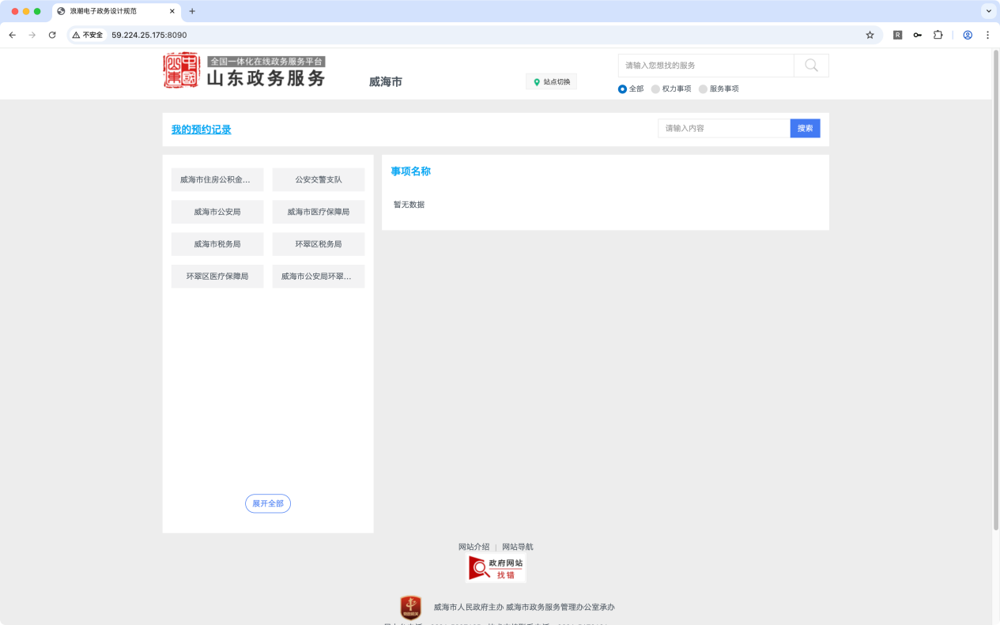 浪潮电子政务设计规范
不安全 59.224.25.175:8090
全国一体化在线政务服务平台
山东政务服务
威海市
站点切换
请输入您想找的服务
全部 权力事项 服务事项
我的预约记录
请输入内容 搜索
威海市住房公积金... 公安交警支队
威海市公安局 威海市医疗保障局
威海市税务局 环翠区税务局
环翠区医疗保障局 威海市公安局环翠...
展开全部
事项名称
暂无数据
网站介绍 | 网站导航
政府网站
找错
威海市人民政府主办 威海市政务服务管理办公室承办